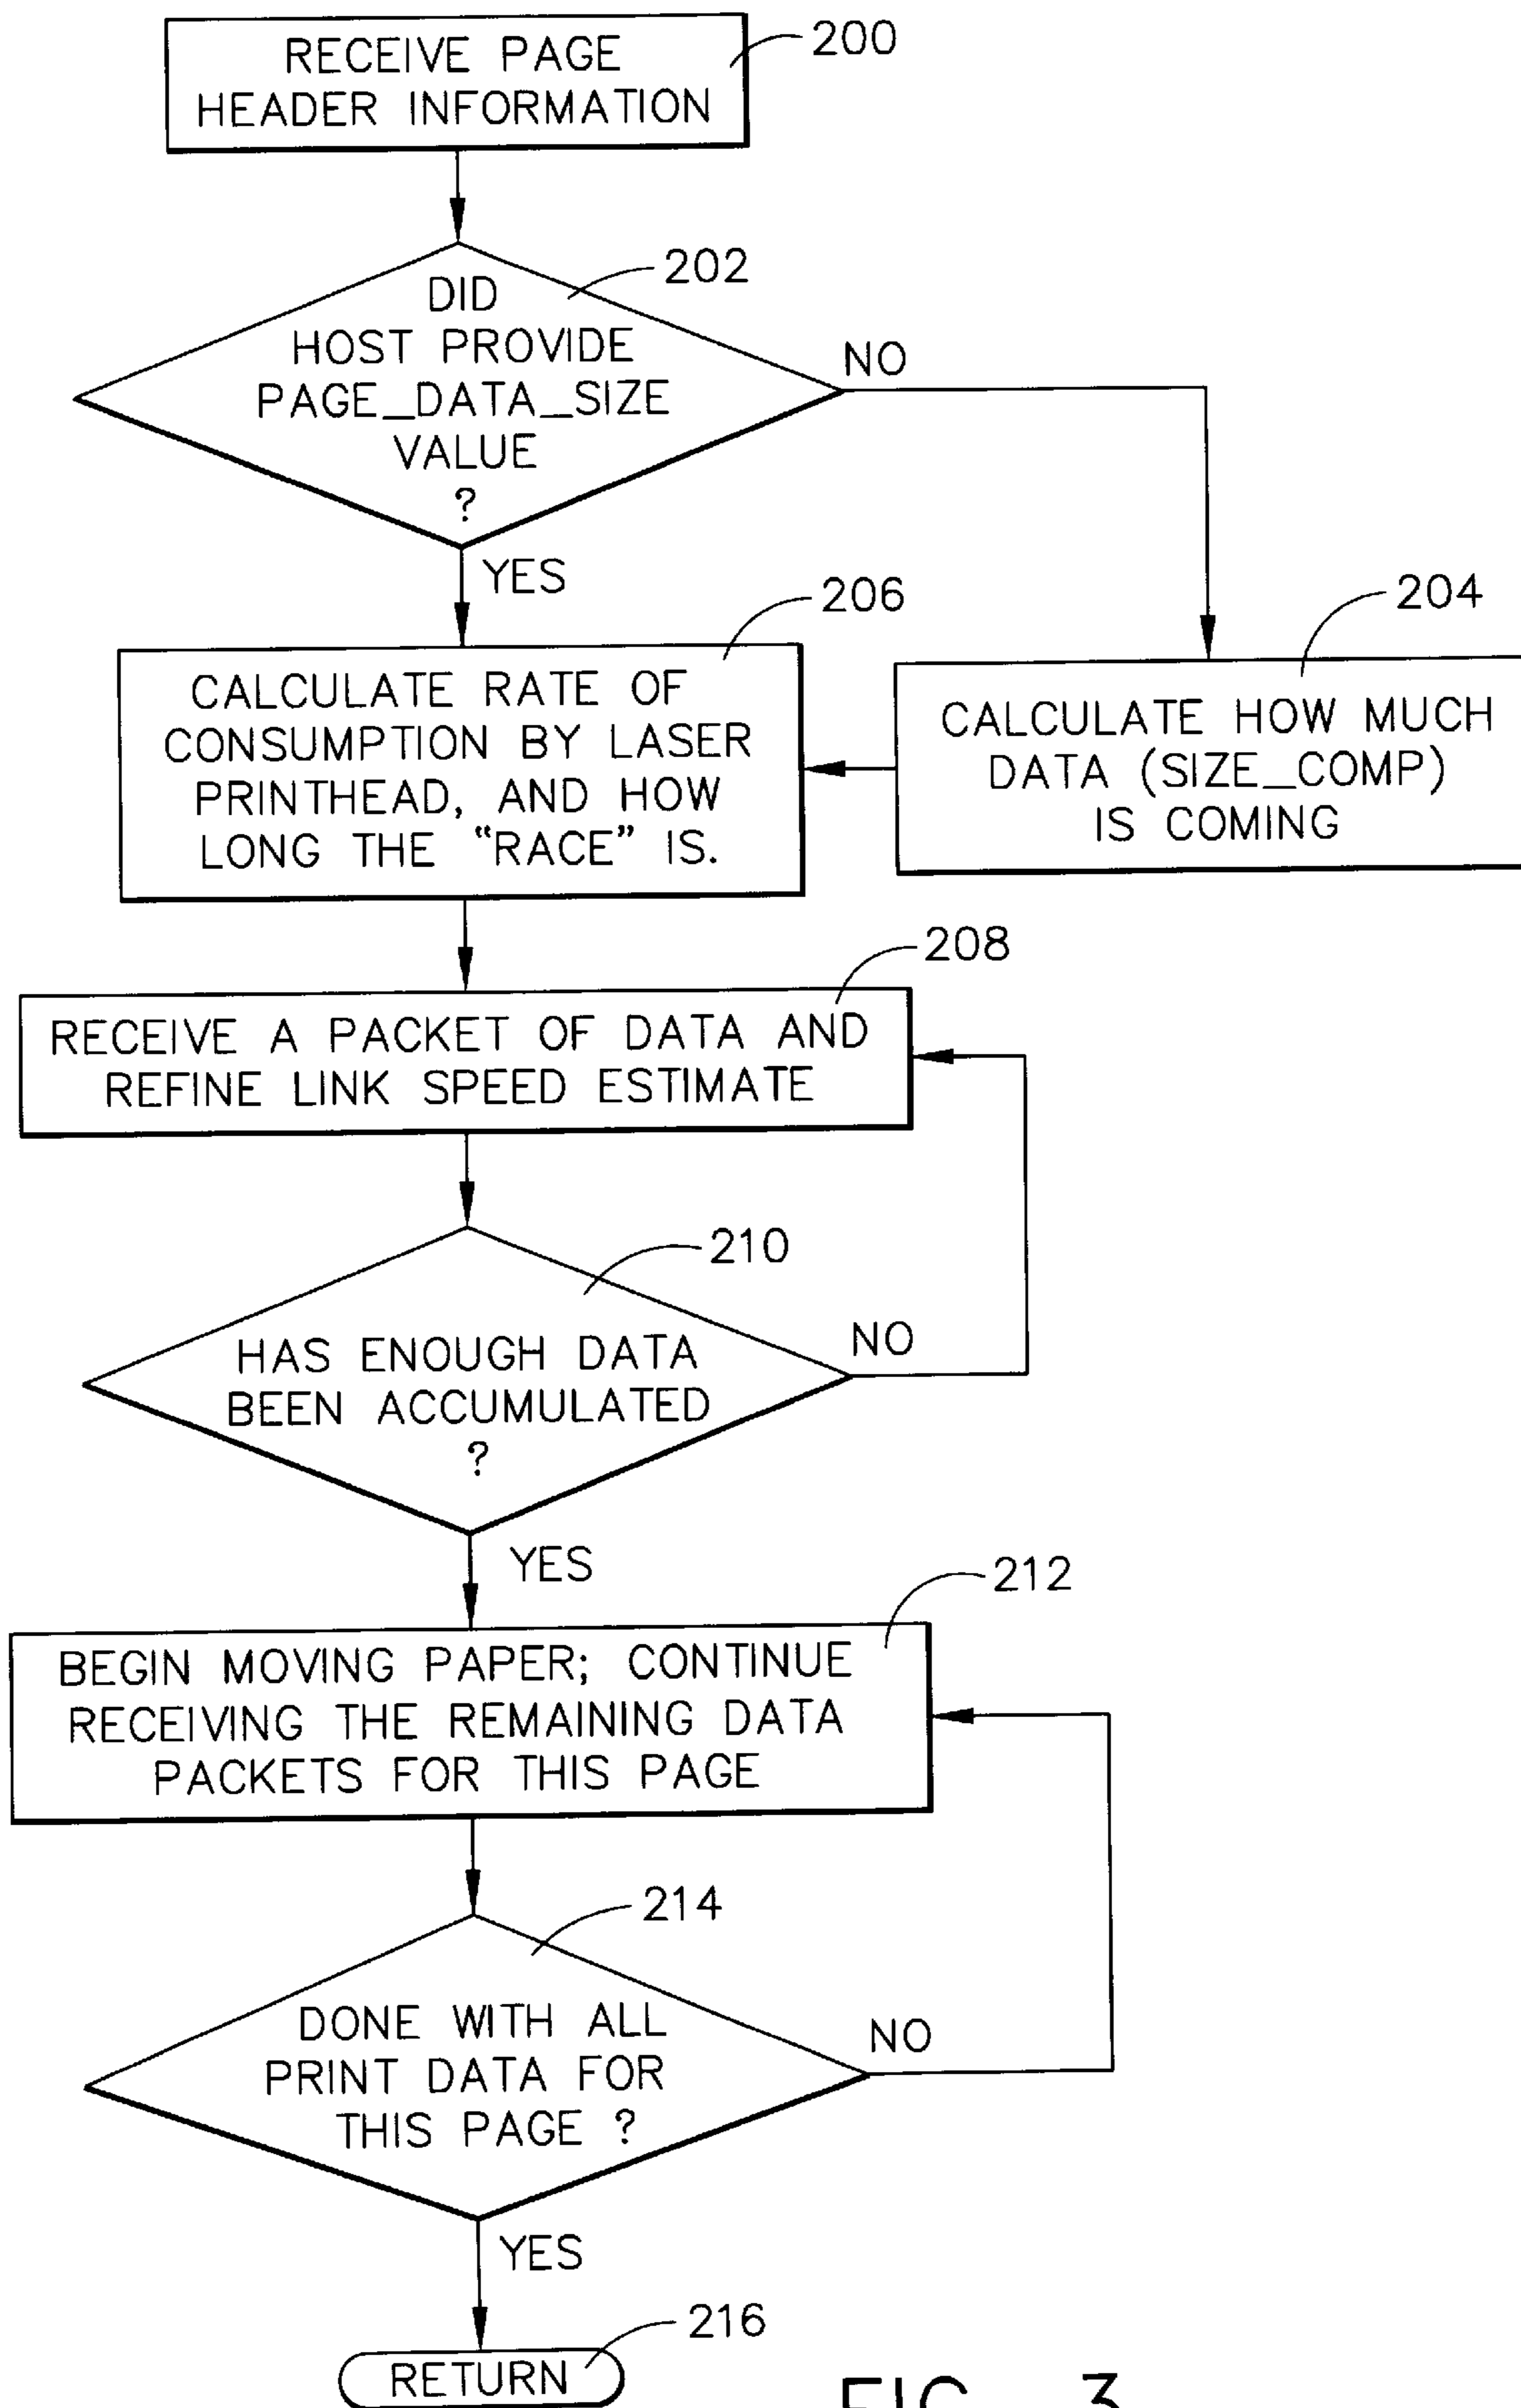 RECEIVE PAGE
HEADER INFORMATION
200
DID
HOST PROVIDE
PAGE_DATA_SIZE
VALUE
?
202
NO
YES
206
CALCULATE RATE OF
CONSUMPTION BY LASER
PRINTHEAD, AND HOW
LONG THE “RACE” IS.
204
CALCULATE HOW MUCH
DATA (SIZE_COMP)
IS COMING
208
RECEIVE A PACKET OF DATA AND
REFINE LINK SPEED ESTIMATE
210
HAS ENOUGH DATA
BEEN ACCUMULATED
?
NO
YES
212
BEGIN MOVING PAPER; CONTINUE
RECEIVING THE REMAINING DATA
PACKETS FOR THIS PAGE
214
DONE WITH ALL
PRINT DATA FOR
THIS PAGE ?
NO
YES
216
RETURN
FIG. 3